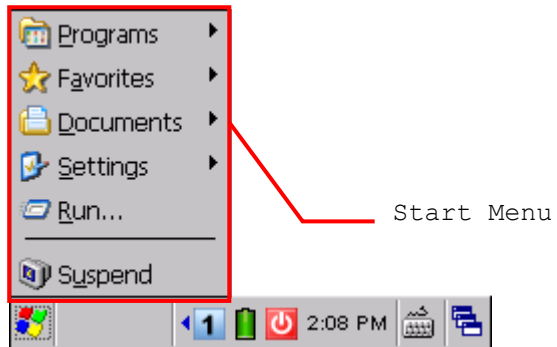 Programs
Favorites
Documents
Settings
Run...
Suspend
Start Menu
1 2:08 PM